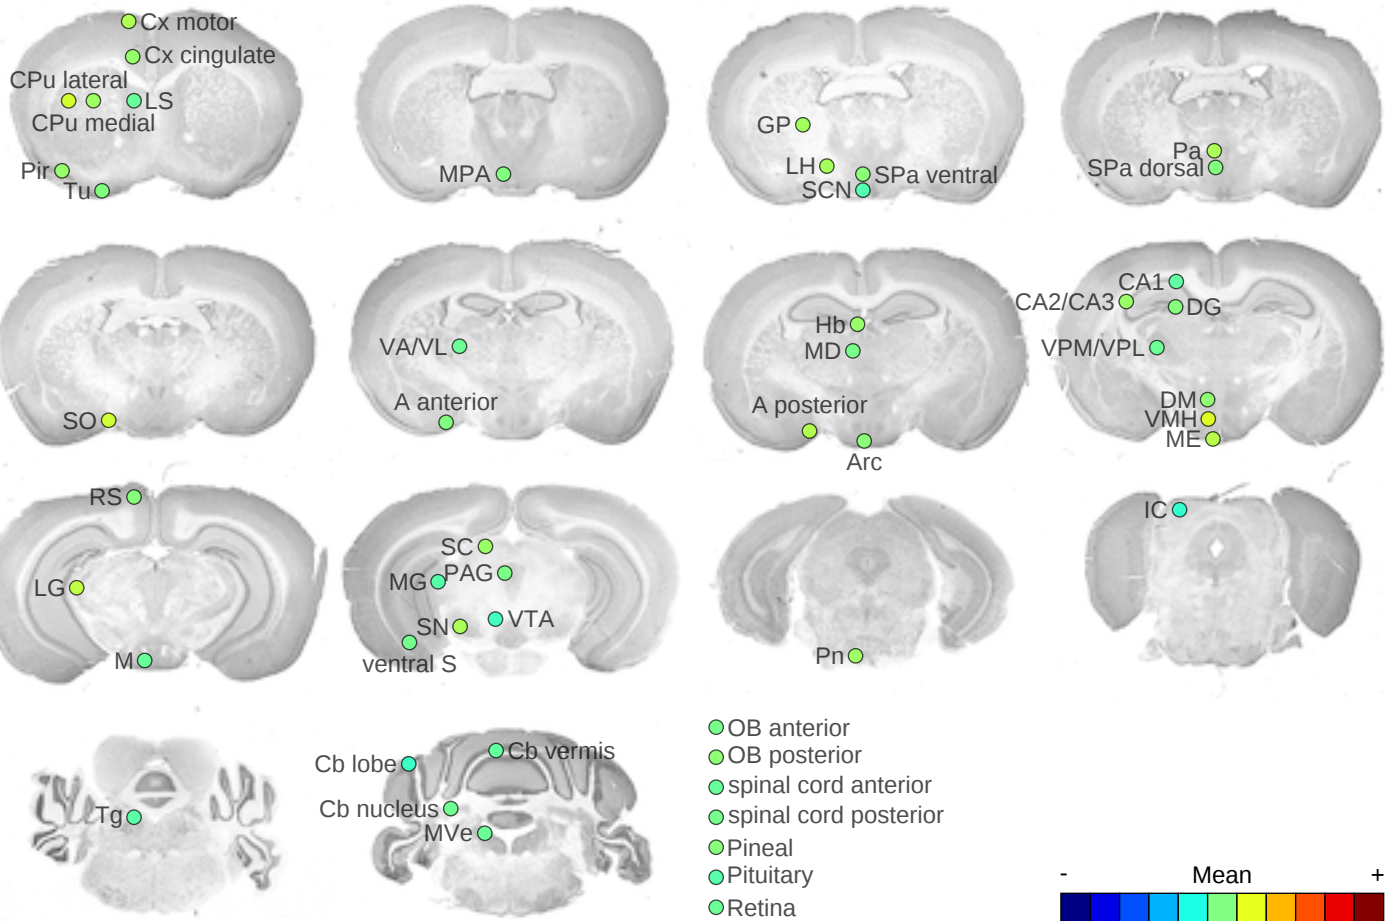 Cx motor
Cx cingulate
CPu lateral
LS
CPu medial
Pir
Tu
MPA
GP
LH
SPa ventral
SCN
Pa
SPa dorsal
SO
VA/VL
A anterior
Hb
MD
A posterior
Arc
CA1
CA2/CA3
DG
VPM/VPL
DM
VMH
ME
RS
LG
M
SC
PAG
MG
VTA
SN
ventral S
Pn
IC
Tg
Cb vermis
Cb lobe
Cb nucleus
MVe
OB anterior
OB posterior
spinal cord anterior
spinal cord posterior
Pineal
Pituitary
Retina
- Mean +